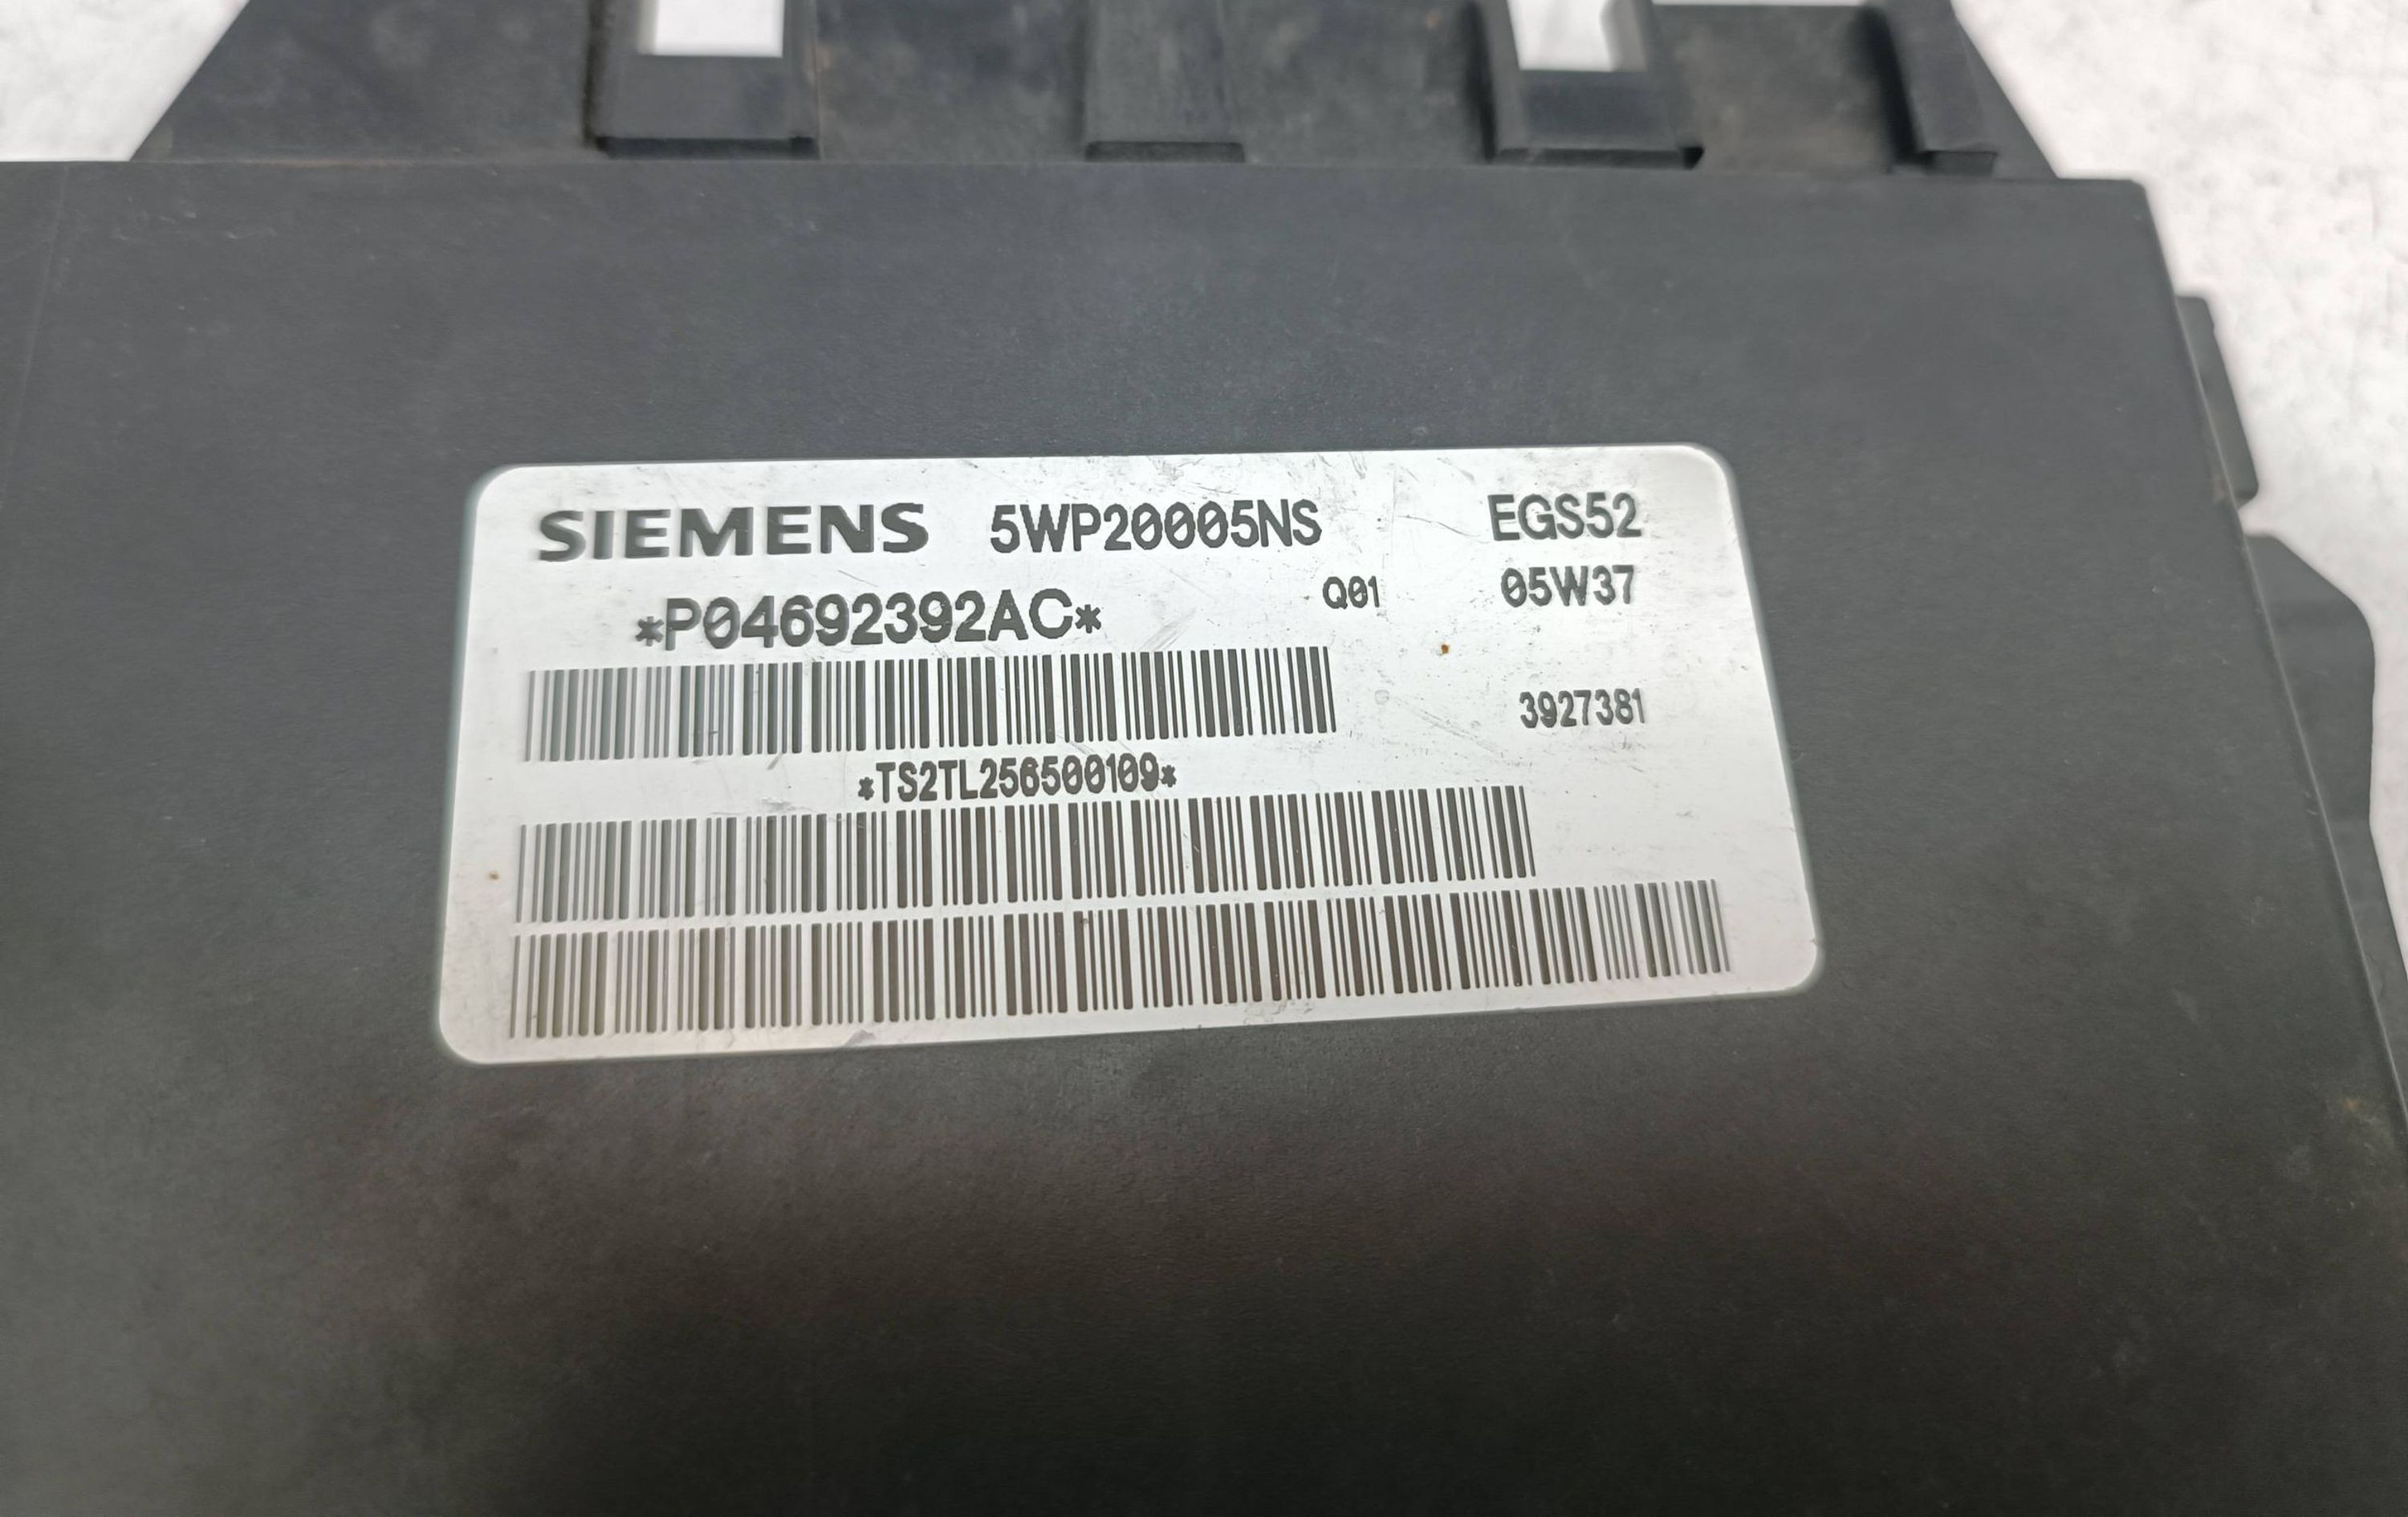 SIEMENS 5WP20005NS EGS52
*P04692392AC* Q01 05W37
3927381
*TS2TL256500109*